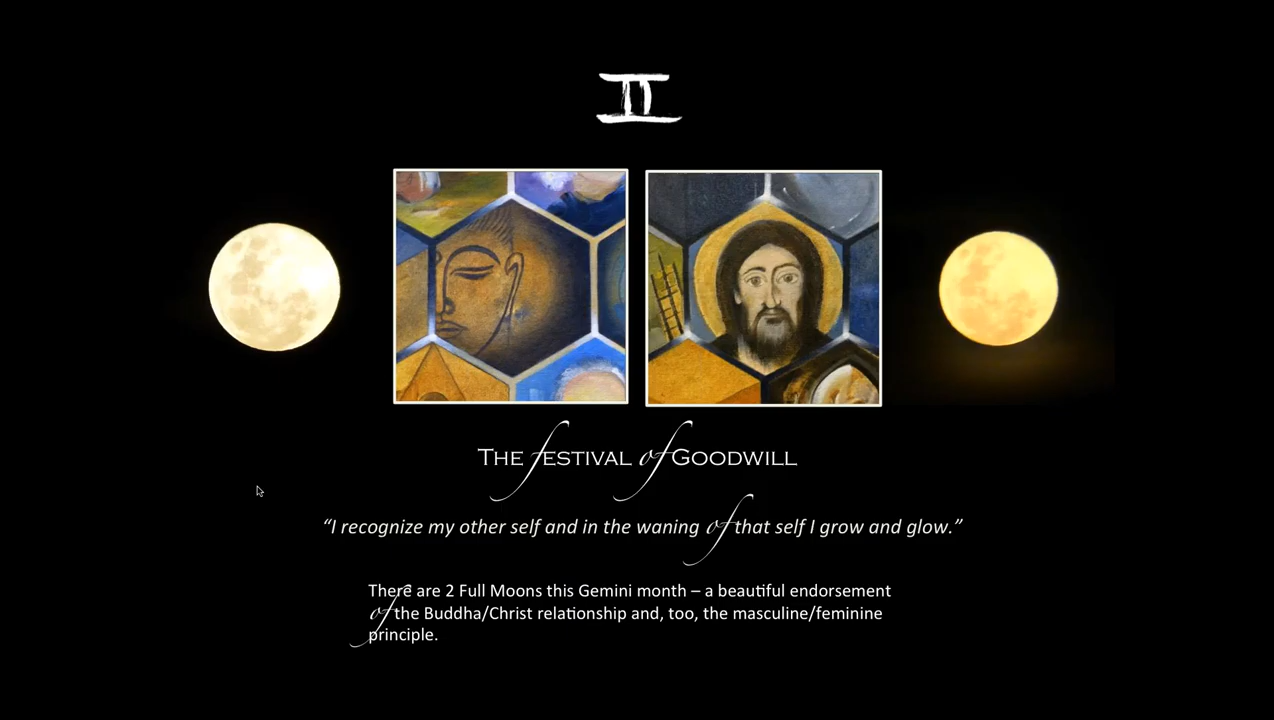 ♊
The festival of Goodwill
“I recognize my other self and in the waning of that self I grow and glow.”
There are 2 Full Moons this Gemini month – a beautiful endorsement
of the Buddha/Christ relationship and, too, the masculine/feminine
principle.